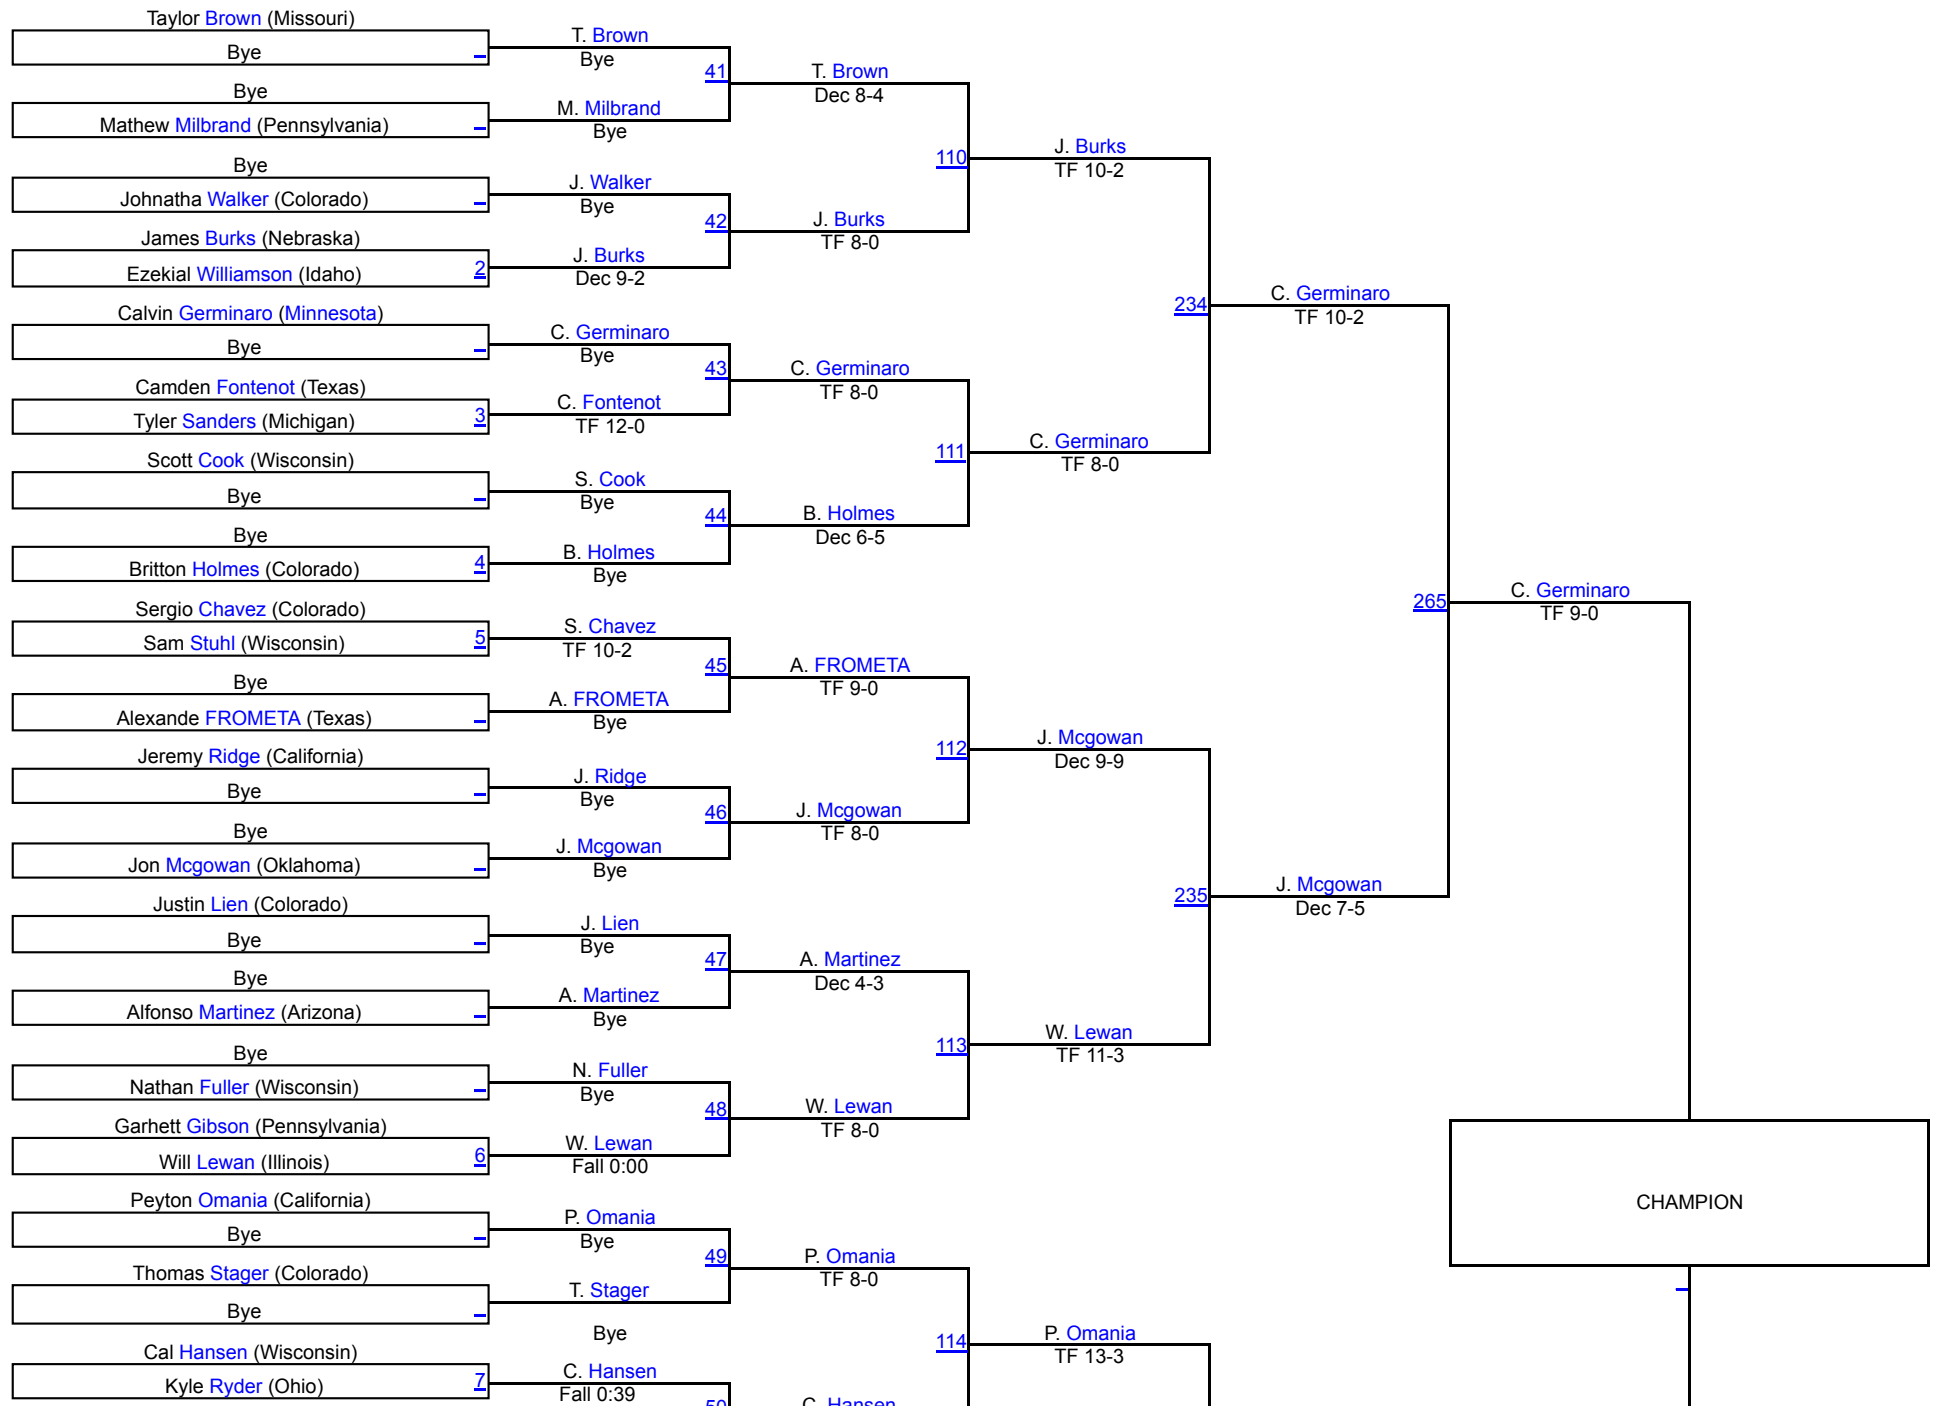 Taylor Brown (Missouri)
Bye
Bye
Mathew Milbrand (Pennsylvania)
Bye
Johnatha Walker (Colorado)
James Burks (Nebraska)
Ezekial Williamson (Idaho)
2
Calvin Germinaro (Minnesota)
Bye
Camden Fontenot (Texas)
Tyler Sanders (Michigan)
3
Scott Cook (Wisconsin)
Bye
Bye
Britton Holmes (Colorado)
4
Sergio Chavez (Colorado)
Sam Stuhl (Wisconsin)
5
Bye
Alexande FROMETA (Texas)
Jeremy Ridge (California)
Bye
Bye
Jon Mcgowan (Oklahoma)
Justin Lien (Colorado)
Bye
Bye
Alfonso Martinez (Arizona)
Bye
Nathan Fuller (Wisconsin)
Garhett Gibson (Pennsylvania)
Will Lewan (Illinois)
6
Peyton Omania (California)
Bye
Thomas Stager (Colorado)
Bye
Cal Hansen (Wisconsin)
Kyle Ryder (Ohio)
7
T. Brown
Bye
41
M. Milbrand
Bye
J. Walker
Bye
42
J. Burks
Dec 9-2
C. Germinaro
Bye
43
C. Fontenot
TF 12-0
S. Cook
Bye
44
B. Holmes
Bye
S. Chavez
TF 10-2
45
A. FROMETA
Bye
J. Ridge
Bye
46
J. Mcgowan
Bye
J. Lien
Bye
47
A. Martinez
Bye
N. Fuller
Bye
48
W. Lewan
Fall 0:00
P. Omania
Bye
49
T. Stager
Bye
C. Hansen
Fall 0:39
50
T. Brown
Dec 8-4
110
J. Burks
TF 8-0
C. Germinaro
TF 8-0
111
B. Holmes
Dec 6-5
A. FROMETA
TF 9-0
112
J. Mcgowan
TF 8-0
A. Martinez
Dec 4-3
113
W. Lewan
TF 8-0
P. Omania
TF 8-0
114
C. Hansen
J. Burks
TF 10-2
234
C. Germinaro
TF 8-0
J. Mcgowan
Dec 9-9
235
W. Lewan
TF 11-3
P. Omania
TF 13-3
C. Germinaro
TF 10-2
265
J. Mcgowan
Dec 7-5
C. Germinaro
TF 9-0
CHAMPION